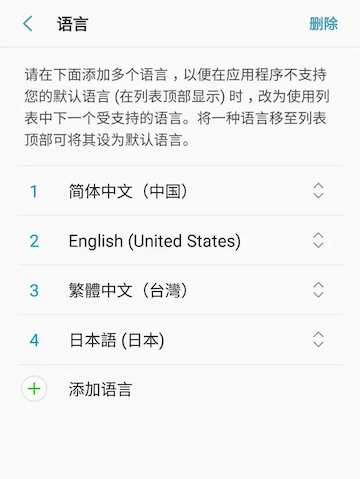 语言 删除
请在下面添加多个语言，以便在应用程序不支持
您的默认语言 (在列表顶部显示) 时，改为使用列
表中下一个受支持的语言。将一种语言移至列表
顶部可将其设为默认语言。
1 简体中文（中国）
2 English (United States)
3 繁體中文（台灣）
4 日本語 (日本)
添加语言